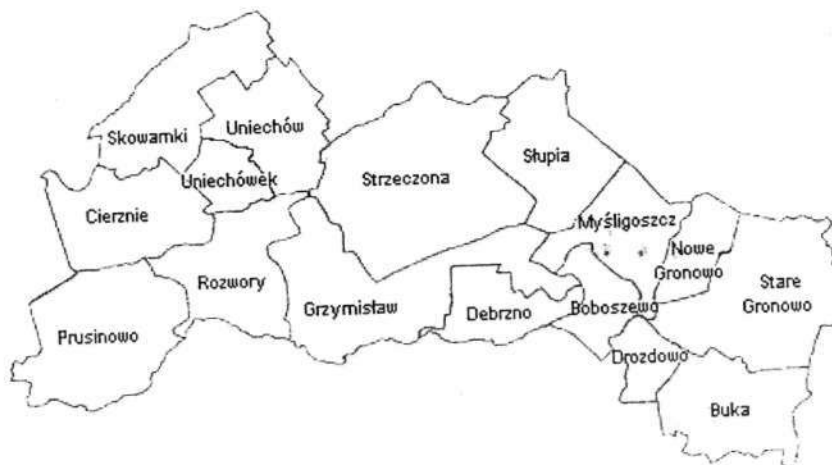 Skowarnki
Uniechów
Uniechówek
Cierznie
Strzeczona
Słupia
Myśligoszcz
Nowe
Gronowo
Stare
Gronowo
Rozwory
Grzymisław
Debrzno
Boboszewo
Prusinowo
Drozdowo
Buka